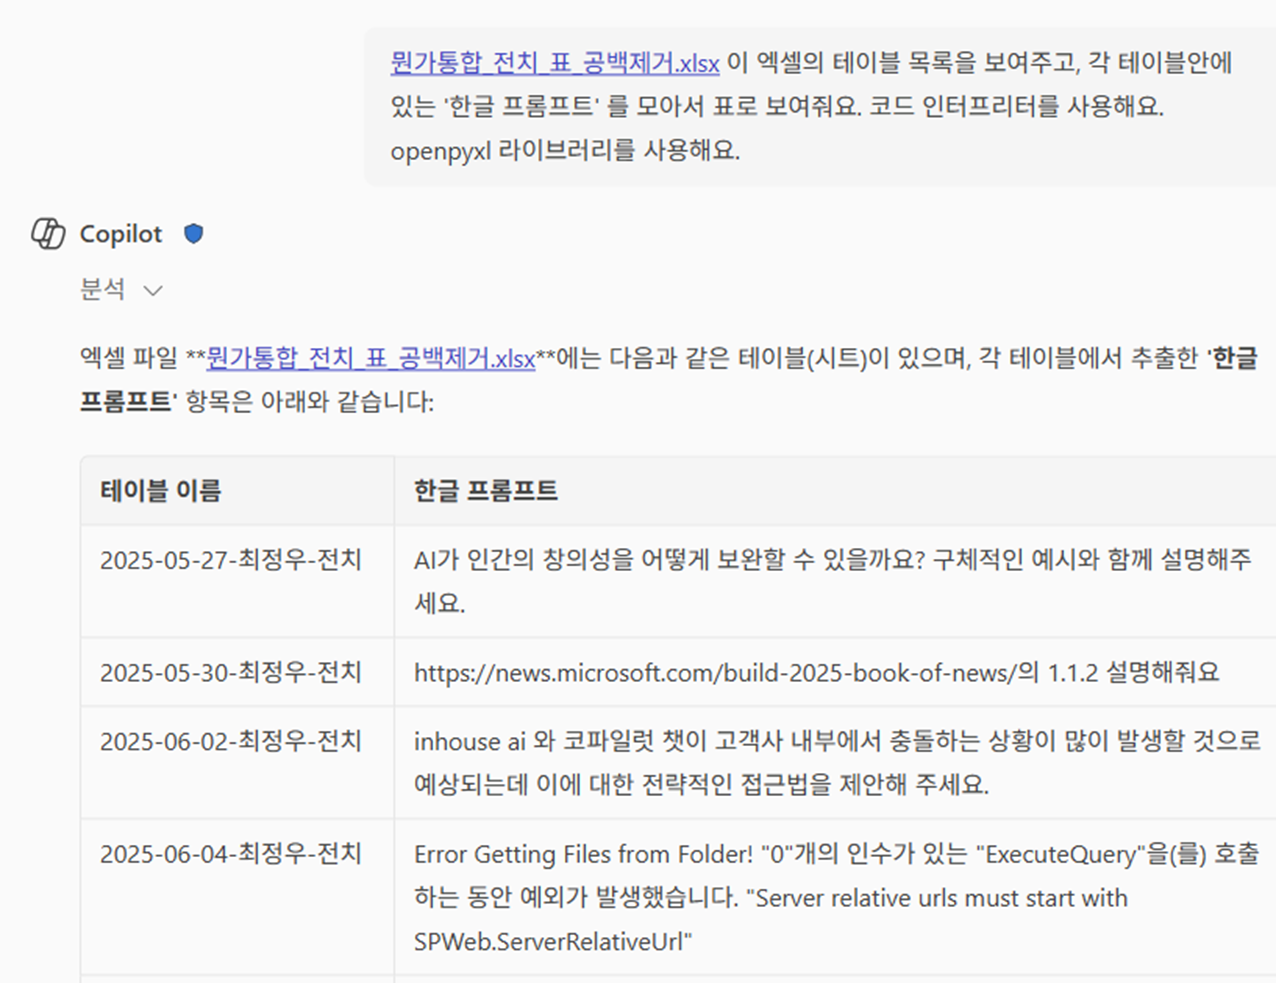 뭔가통합_전치_표_공백제거.xlsx 이 엑셀의 테이블 목록을 보여주고, 각 테이블안에
있는 '한글 프롬프트' 를 모아서 표로 보여줘요. 코드 인터프리터를 사용해요.
openpyxl 라이브러리를 사용해요.
Copilot
분석
엑셀 파일 **뭔가통합_전치_표_공백제거.xlsx**에는 다음과 같은 테이블(시트)이 있으며, 각 테이블에서 추출한 '한글
프롬프트' 항목은 아래와 같습니다:
테이블 이름 한글 프롬프트
2025-05-27-최정우-전치 AI가 인간의 창의성을 어떻게 보완할 수 있을까요? 구체적인 예시와 함께 설명해주
세요.
2025-05-30-최정우-전치 https://news.microsoft.com/build-2025-book-of-news/의 1.1.2 설명해줘요
2025-06-02-최정우-전치 inhouse ai 와 코파일럿 챗이 고객사 내부에서 충돌하는 상황이 많이 발생할 것으로
예상되는데 이에 대한 전략적인 접근법을 제안해 주세요.
2025-06-04-최정우-전치 Error Getting Files from Folder! "0"개의 인수가 있는 "ExecuteQuery"을(를) 호출
하는 동안 예외가 발생했습니다. "Server relative urls must start with
SPWeb.ServerRelativeUrl"